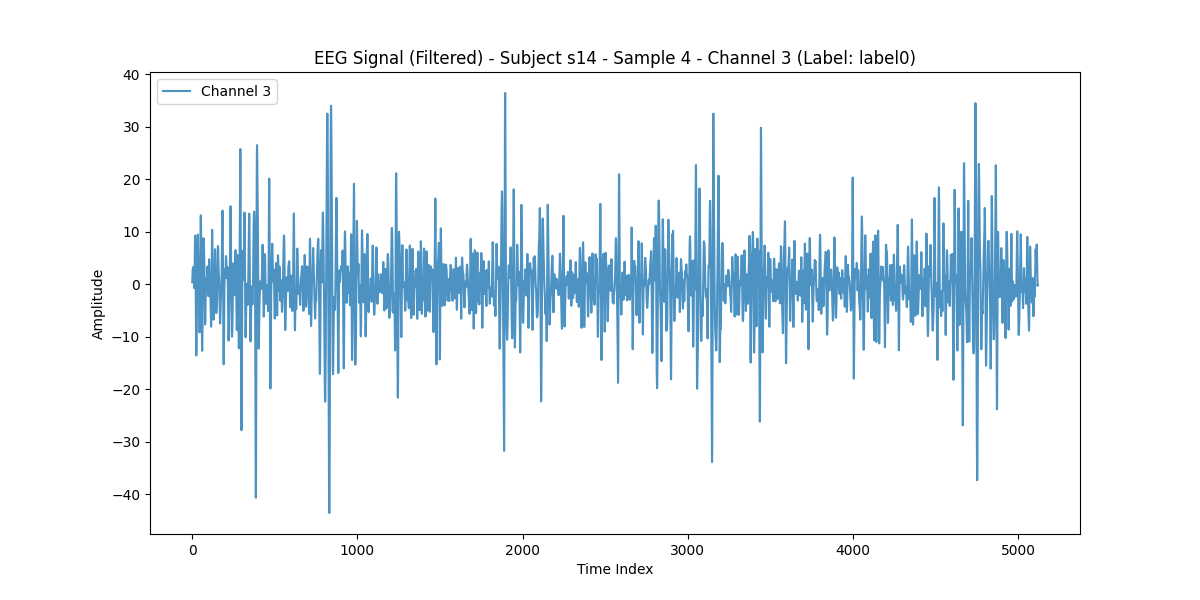 EEG Signal (Filtered) - Subject s14 - Sample 4 - Channel 3 (Label: label0)
Channel 3
40
30
20
10
0
−10
−20
−30
−40
Amplitude
0 1000 2000 3000 4000 5000
Time Index